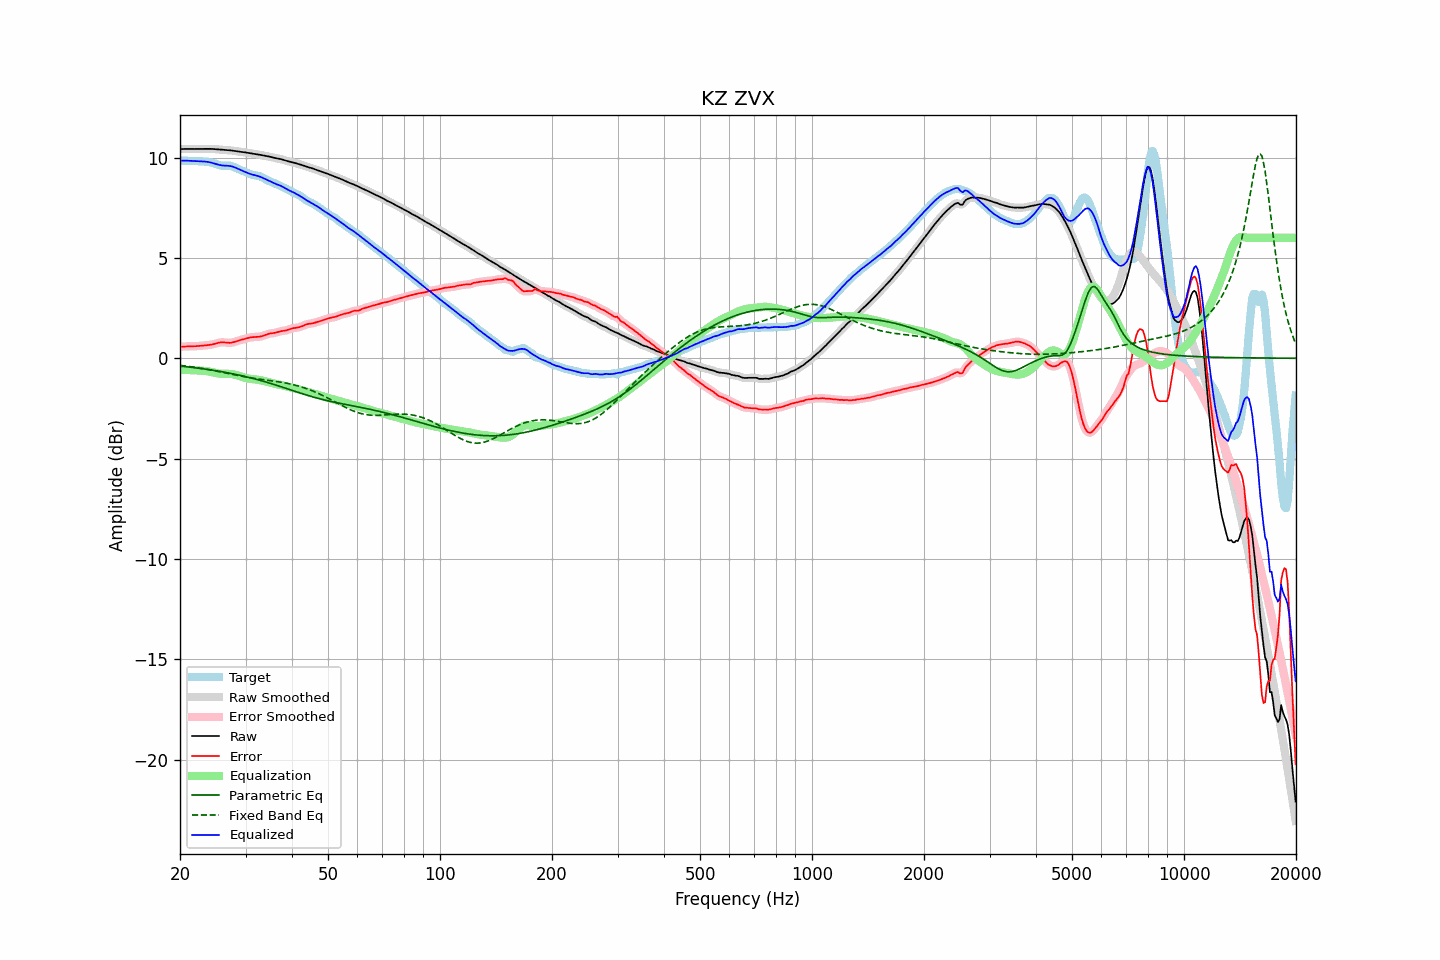 KZ ZVX
10
5
0
−5
−10
−15
−20
Amplitude (dBr)
Target
Raw Smoothed
Error Smoothed
Raw
Error
Equalization
Parametric Eq
Fixed Band Eq
Equalized
20 50 100 200 500 1000 2000 5000 10000 20000
Frequency (Hz)